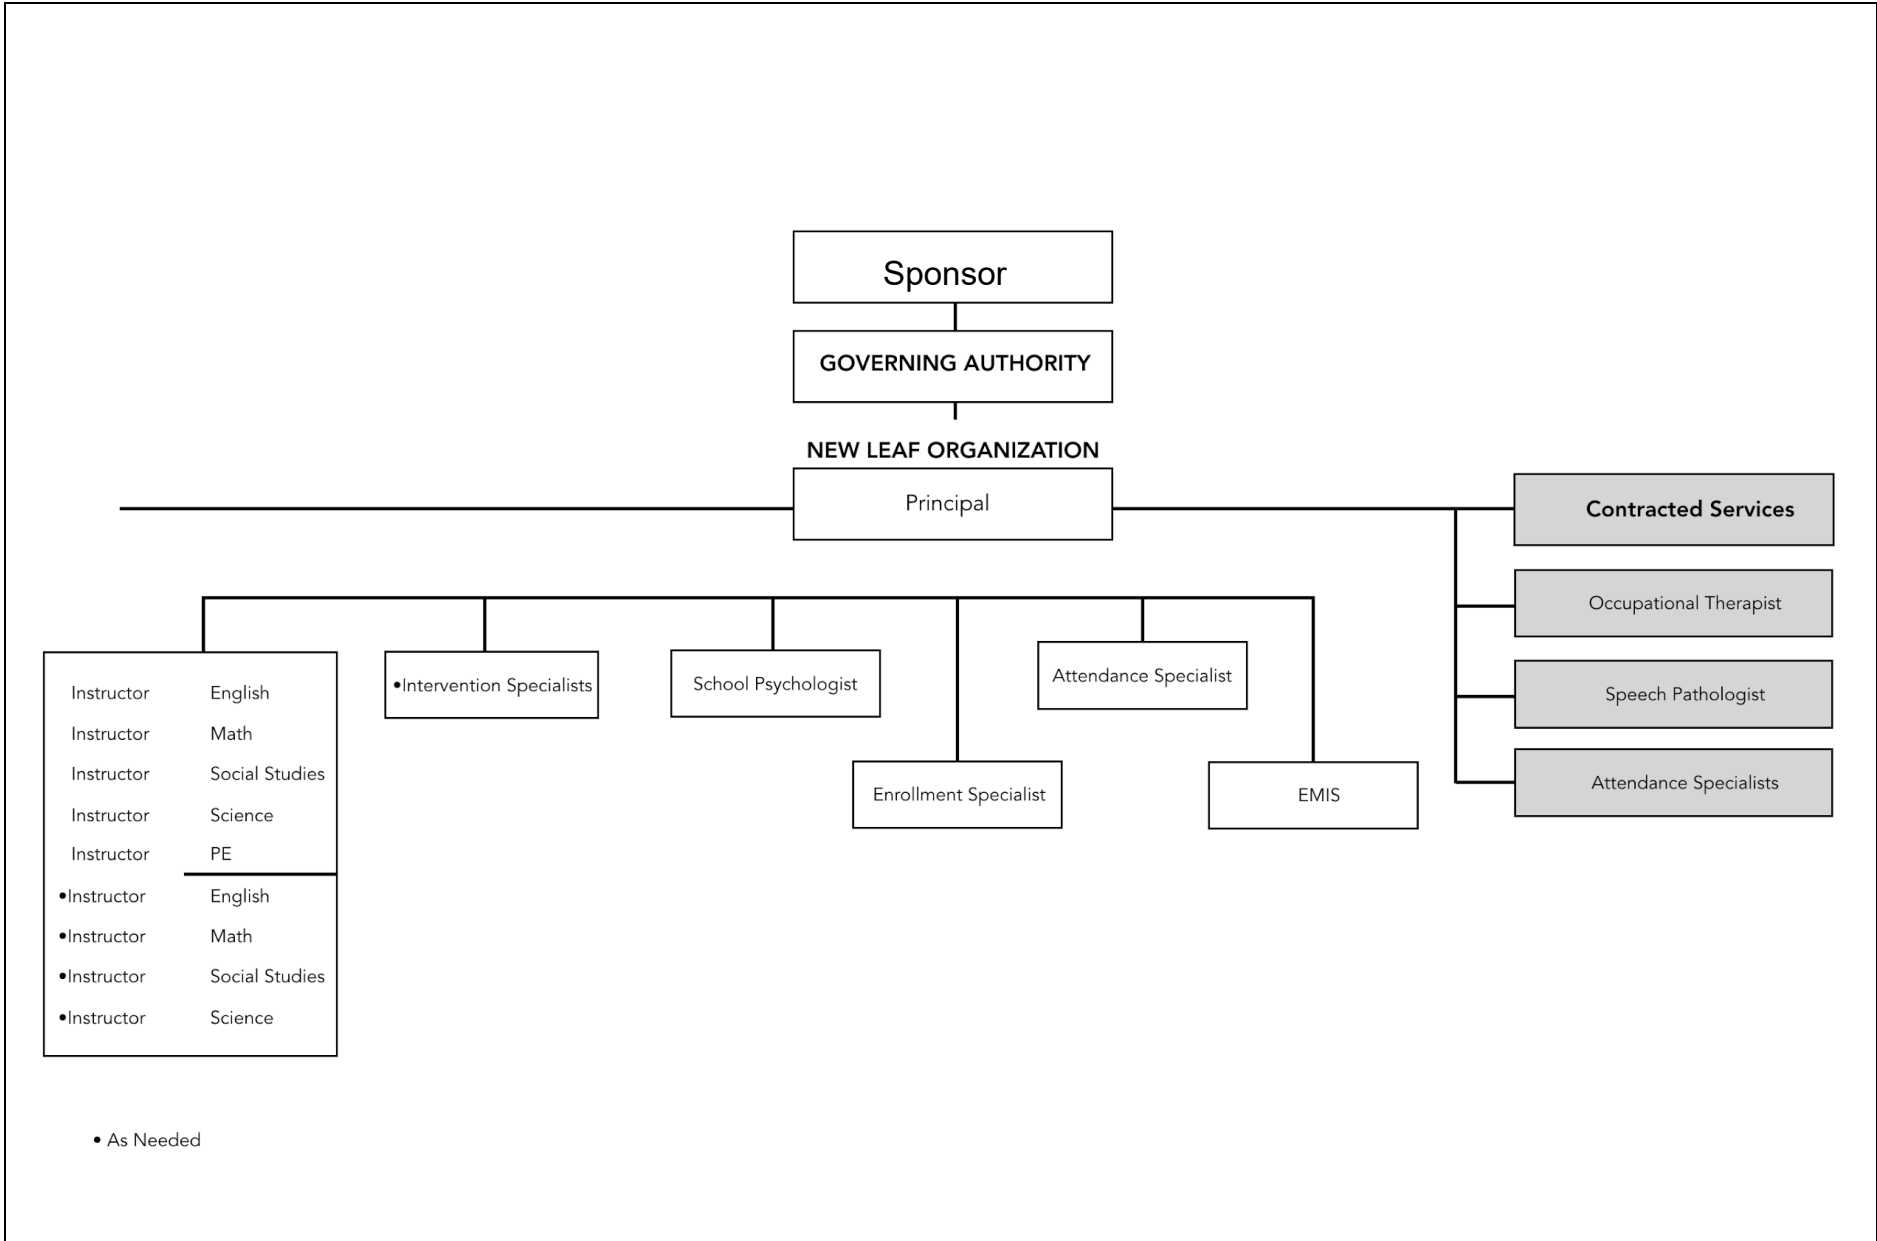 Sponsor
GOVERNING AUTHORITY
NEW LEAF ORGANIZATION
Principal
Contracted Services
Occupational Therapist
Speech Pathologist
Attendance Specialists
Instructor English
Instructor Math
Instructor Social Studies
Instructor Science
Instructor PE
•Instructor English
•Instructor Math
•Instructor Social Studies
•Instructor Science
•Intervention Specialists
School Psychologist
Enrollment Specialist
Attendance Specialist
EMIS
• As Needed